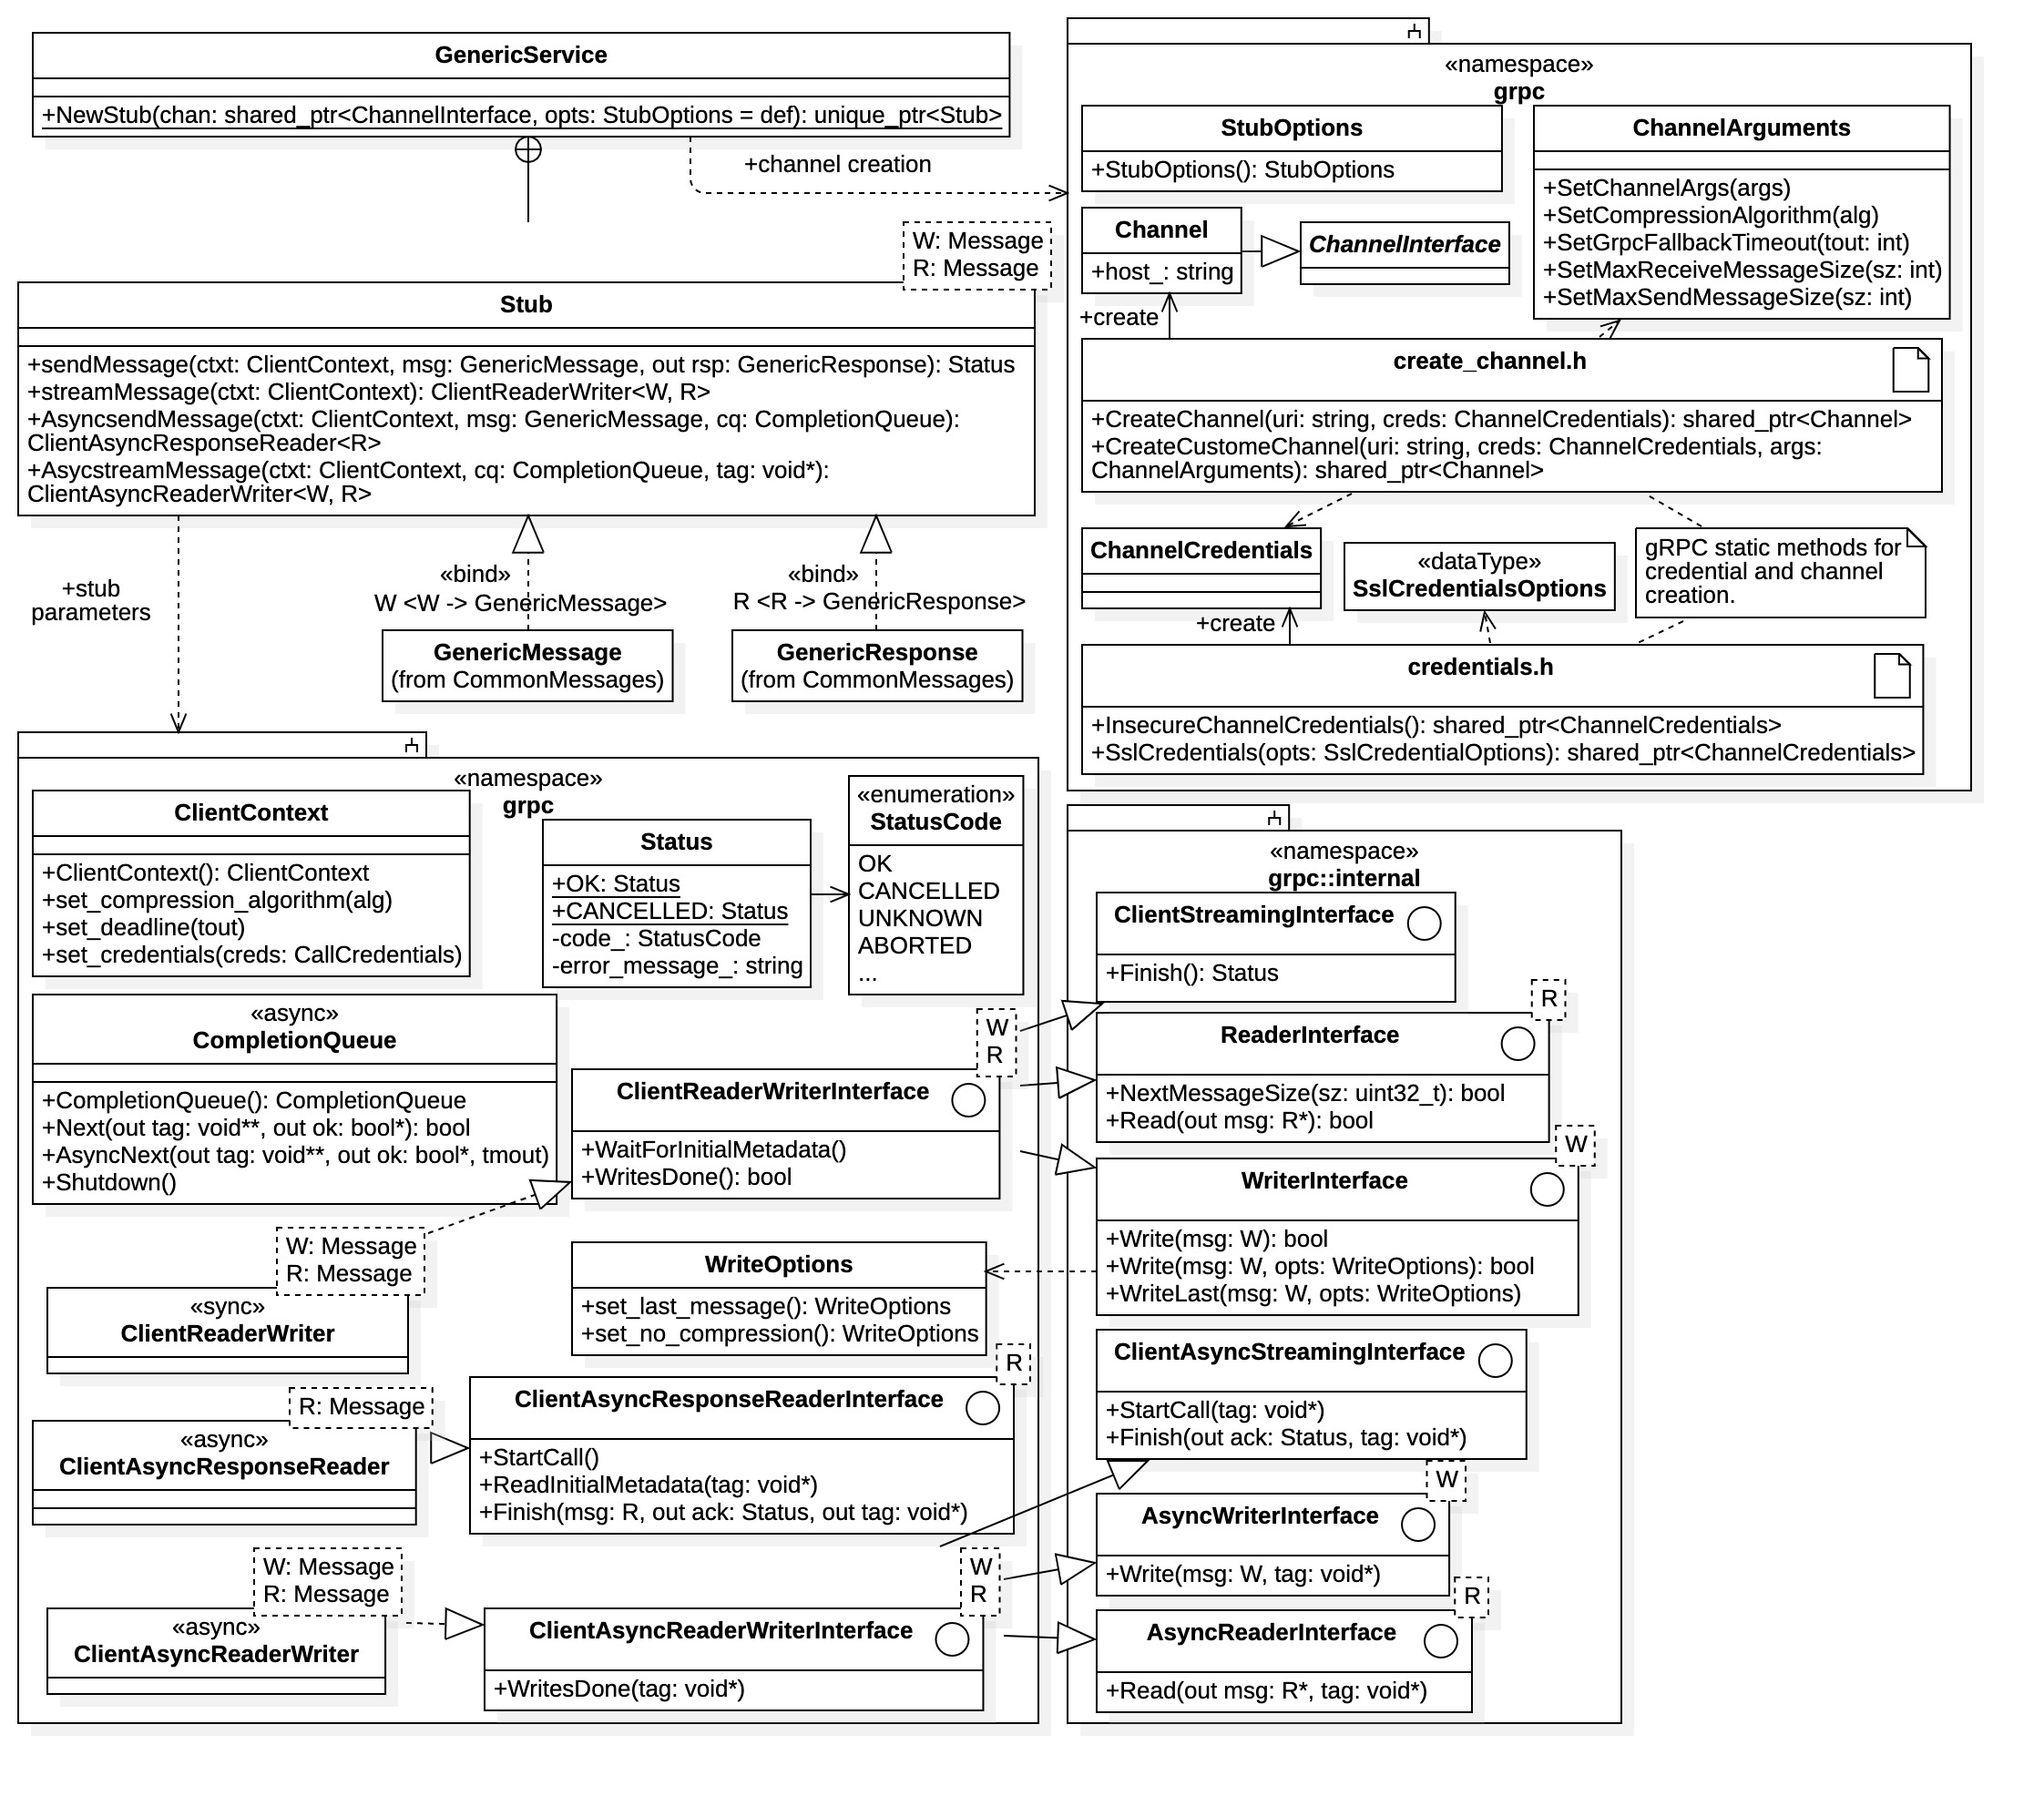 GenericService
+NewStub(chan: shared_ptr<ChannelInterface, opts: StubOptions = def): unique_ptr<Stub>
+channel creation
W: Message
R: Message
Stub
+sendMessage(ctxt: ClientContext, msg: GenericMessage, out rsp: GenericResponse): Status
+streamMessage(ctxt: ClientContext): ClientReaderWriter<W, R>
+AsyncsendMessage(ctxt: ClientContext, msg: GenericMessage, cq: CompletionQueue):
ClientAsyncResponseReader<R>
+AsycstreamMessage(ctxt: ClientContext, cq: CompletionQueue, tag: void*):
ClientAsyncReaderWriter<W, R>
+stub
parameters
«bind»
W <W -> GenericMessage>
«bind»
R <R -> GenericResponse>
GenericMessage
(from CommonMessages)
GenericResponse
(from CommonMessages)
«namespace»
grpc
StubOptions
+StubOptions(): StubOptions
ChannelArguments
+SetChannelArgs(args)
+SetCompressionAlgorithm(alg)
+SetGrpcFallbackTimeout(tout: int)
+SetMaxReceiveMessageSize(sz: int)
+SetMaxSendMessageSize(sz: int)
Channel
+host_: string
ChannelInterface
+create
create_channel.h
+CreateChannel(uri: string, creds: ChannelCredentials): shared_ptr<Channel>
+CreateCustomeChannel(uri: string, creds: ChannelCredentials, args:
ChannelArguments): shared_ptr<Channel>
ChannelCredentials
«dataType»
SslCredentialsOptions
gRPC static methods for
credential and channel
creation.
+create
credentials.h
+InsecureChannelCredentials(): shared_ptr<ChannelCredentials>
+SslCredentials(opts: SslCredentialOptions): shared_ptr<ChannelCredentials>
«namespace»
grpc
ClientContext
+ClientContext(): ClientContext
+set_compression_algorithm(alg)
+set_deadline(tout)
+set_credentials(creds: CallCredentials)
Status
+OK: Status
+CANCELLED: Status
-code_: StatusCode
-error_message_: string
«enumeration»
StatusCode
OK
CANCELLED
UNKNOWN
ABORTED
...
«async»
CompletionQueue
+CompletionQueue(): CompletionQueue
+Next(out tag: void**, out ok: bool*): bool
+AsyncNext(out tag: void**, out ok: bool*, tmout)
+Shutdown()
W
R
ClientReaderWriterInterface
+WaitForInitialMetadata()
+WritesDone(): bool
W: Message
R: Message
«sync»
ClientReaderWriter
WriteOptions
+set_last_message(): WriteOptions
+set_no_compression(): WriteOptions
R: Message
«async»
ClientAsyncResponseReader
R
ClientAsyncResponseReaderInterface
+StartCall()
+ReadInitialMetadata(tag: void*)
+Finish(msg: R, out ack: Status, out tag: void*)
W: Message
R: Message
«async»
ClientAsyncReaderWriter
W
R
ClientAsyncReaderWriterInterface
+WritesDone(tag: void*)
«namespace»
grpc::internal
ClientStreamingInterface
+Finish(): Status
R
ReaderInterface
+NextMessageSize(sz: uint32_t): bool
+Read(out msg: R*): bool
W
WriterInterface
+Write(msg: W): bool
+Write(msg: W, opts: WriteOptions): bool
+WriteLast(msg: W, opts: WriteOptions)
ClientAsyncStreamingInterface
+StartCall(tag: void*)
+Finish(out ack: Status, tag: void*)
W
AsyncWriterInterface
+Write(msg: W, tag: void*)
R
AsyncReaderInterface
+Read(out msg: R*, tag: void*)